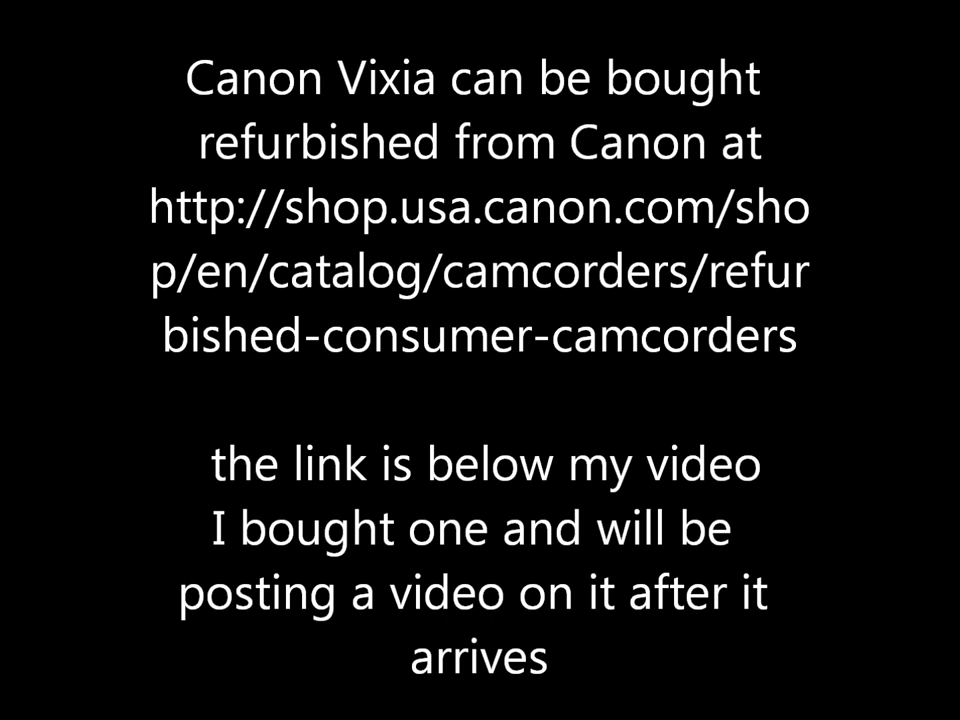 Canon Vixia can be bought
refurbished from Canon at
http://shop.usa.canon.com/sho
p/en/catalog/camcorders/refur
bished-consumer-camcorders
the link is below my video
I bought one and will be
posting a video on it after it
arrives